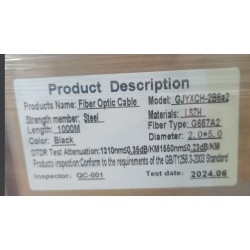 Product Description
Products Name: Fiber Optic Cable Model: GJYXCH-2B6a2
Strength member: Steel Materials: LSZH
Length: 1000M Fiber Type: G657A2
Color: Black Diameter: 2.0*5.0
OTDR Test Attenuation: 1310nm≤0.35dB/KM1550nm≤0.23dB/KM
Products inspection:Conform to the requirements of the GB/T1256.3-2003 Standard
Inspector: QC-001 Test date: 2024.06